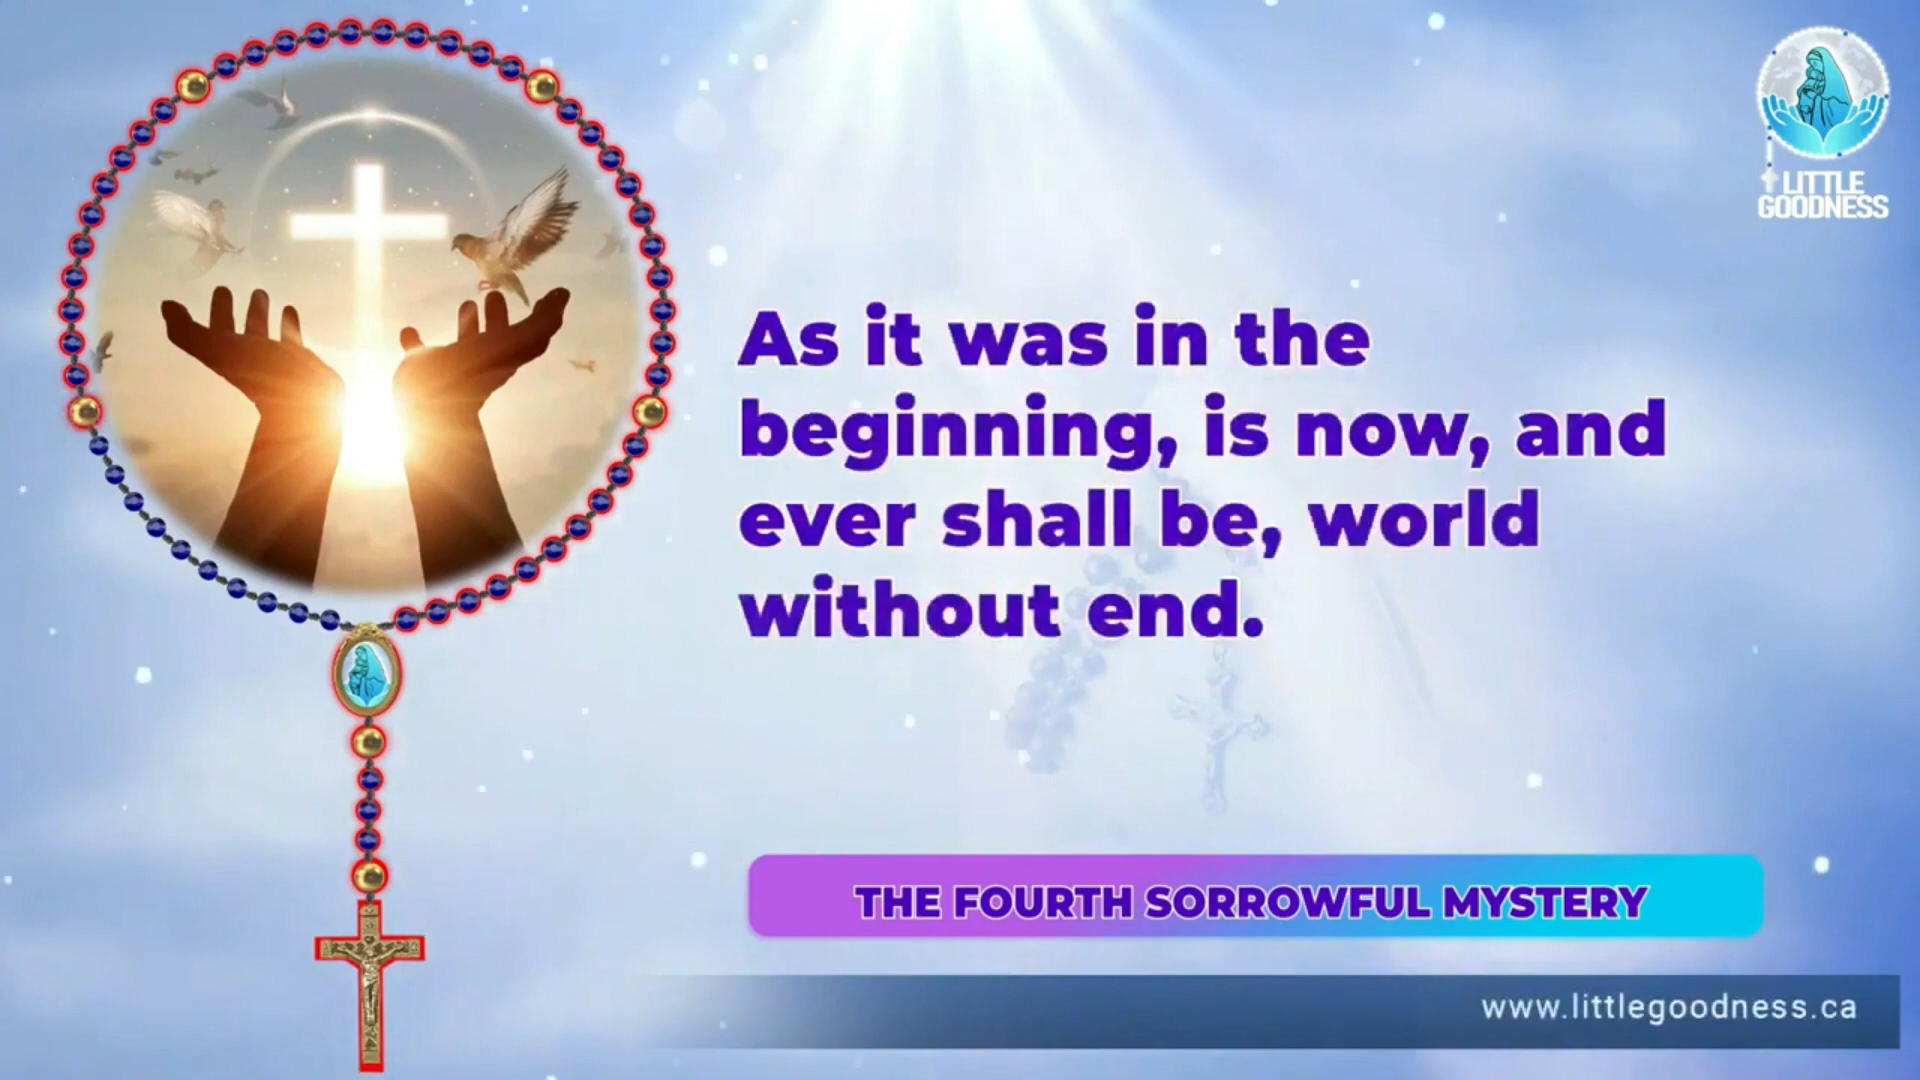 LITTLE
GOODNESS
As it was in the
beginning, is now, and
ever shall be, world
without end.
THE FOURTH SORROWFUL MYSTERY
www.littlegoodness.ca